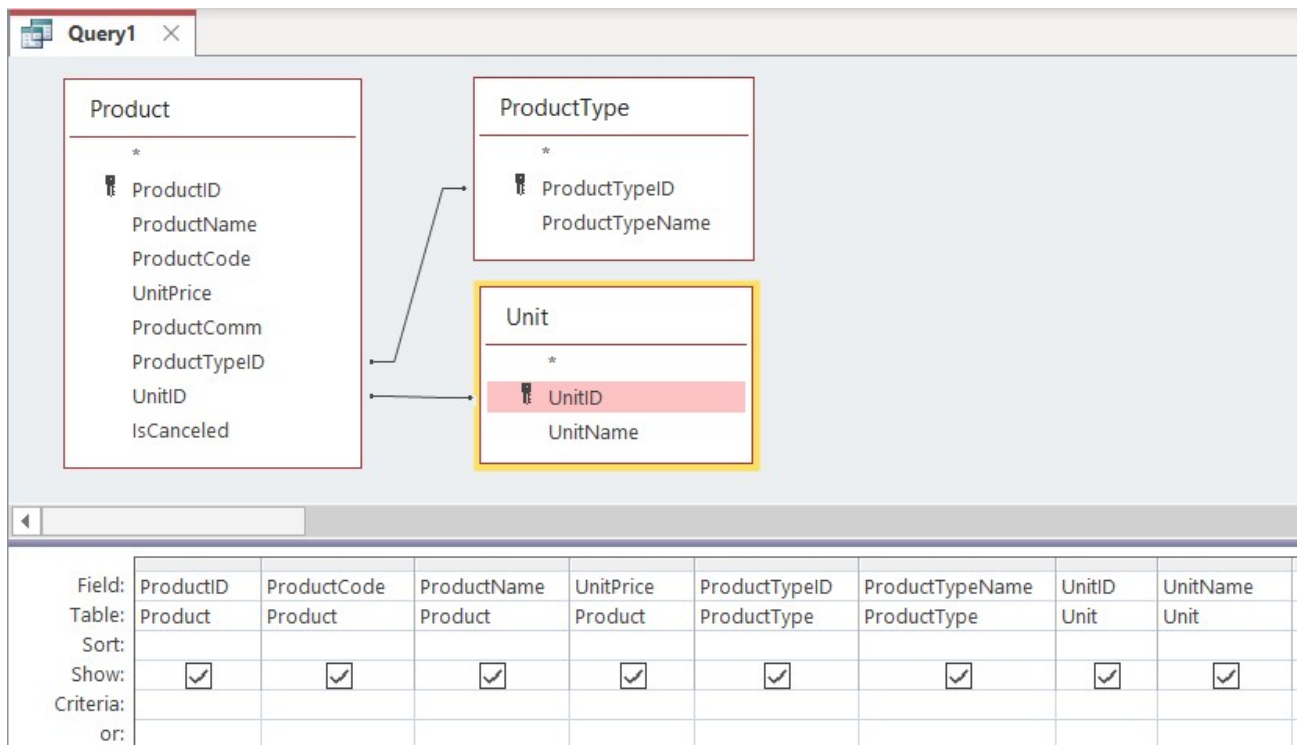 Query1
Product
*
ProductID
ProductName
ProductCode
UnitPrice
ProductComm
ProductTypeID
UnitID
IsCanceled
ProductType
*
ProductTypeID
ProductTypeName
Unit
*
UnitID
UnitName
Field: ProductID ProductCode ProductName UnitPrice ProductTypeID ProductTypeName UnitID UnitName
Table: Product Product Product Product ProductType ProductType Unit Unit
Sort:
Show:
Criteria:
or: